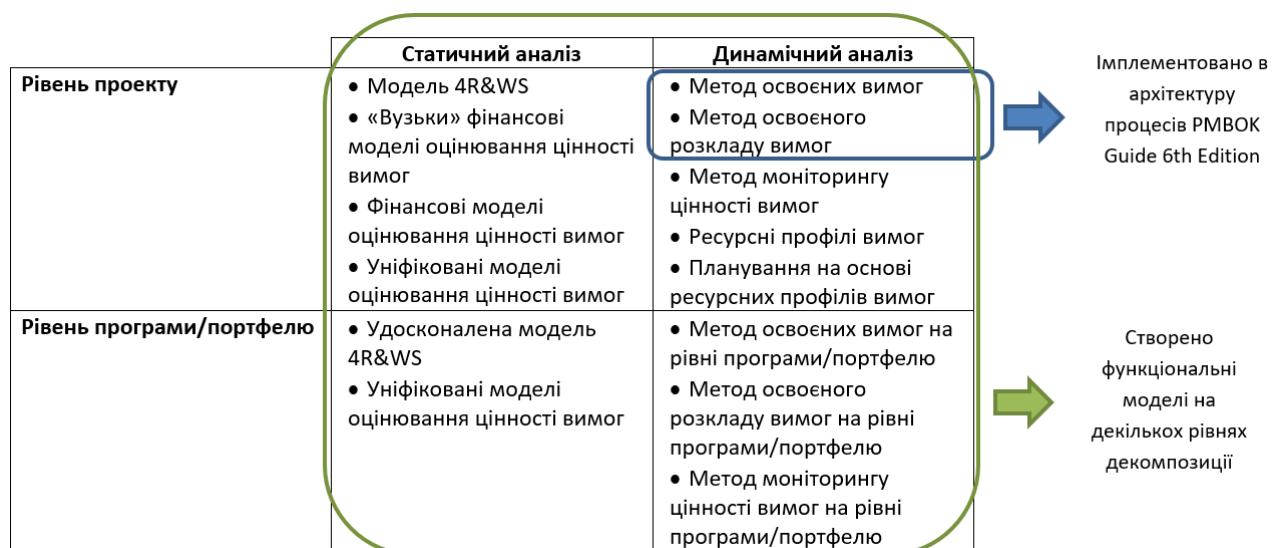 Статичний аналіз
Динамічний аналіз
Рівень проекту
• Модель 4R&WS
• «Вузьки» фінансові
моделі оцінювання цінності
вимог
• Фінансові моделі
оцінювання цінності вимог
• Уніфіковані моделі
оцінювання цінності вимог
• Метод освоєних вимог
• Метод освоєного
розкладу вимог
• Метод моніторингу
цінності вимог
• Ресурсні профілі вимог
• Планування на основі
ресурсних профілів вимог
Імплементовано в
архітектуру
процесів PMBOK
Guide 6th Edition
Рівень програми/портфелю
• Удосконалена модель
4R&WS
• Уніфіковані моделі
оцінювання цінності вимог
• Метод освоєних вимог на
рівні програми/портфелю
• Метод освоєного
розкладу вимог на рівні
програми/портфелю
• Метод моніторингу
цінності вимог на рівні
програми/портфелю
Створено
функціональні
моделі на
декількох рівнях
декомпозиції